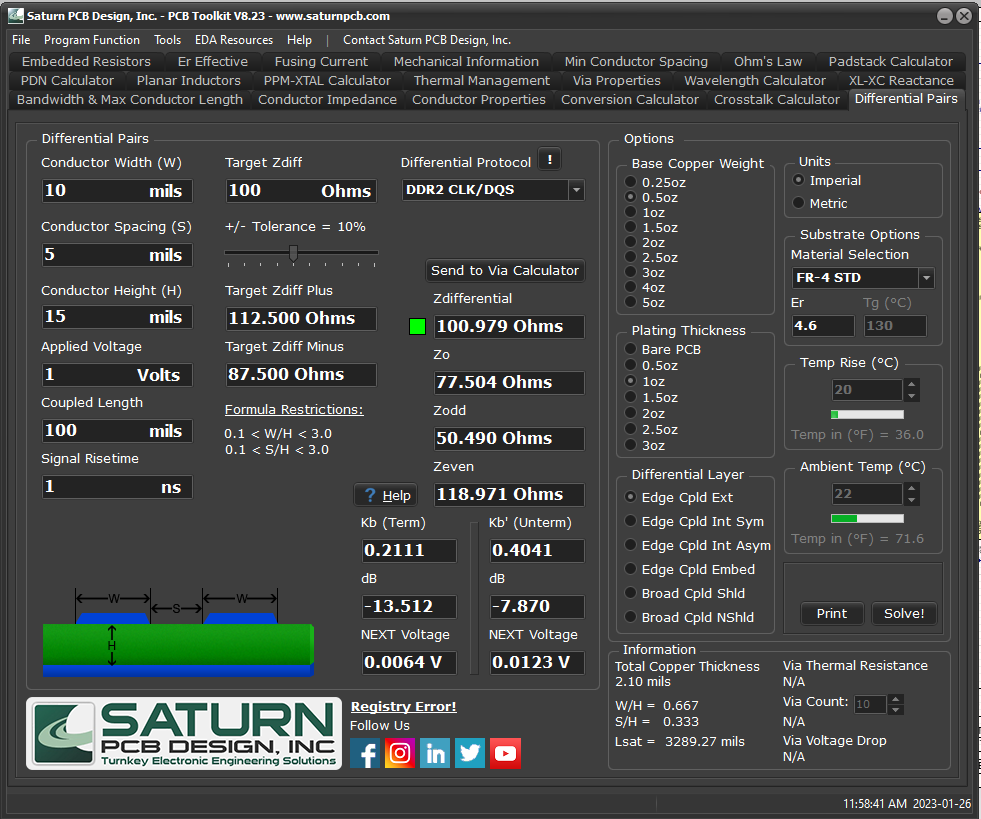 Saturn PCB Design, Inc. - PCB Toolkit V8.23 - www.saturnpcb.com
File Program Function Tools EDA Resources Help | Contact Saturn PCB Design, Inc.
Embedded Resistors Er Effective Fusing Current Mechanical Information Min Conductor Spacing Ohm's Law Padstack Calculator
PDN Calculator Planar Inductors PPM-XTAL Calculator Thermal Management Via Properties Wavelength Calculator XL-XC Reactance
Bandwidth & Max Conductor Length Conductor Impedance Conductor Properties Conversion Calculator Crosstalk Calculator Differential Pairs
Differential Pairs
Conductor Width (W)
10 mils
Conductor Spacing (S)
5 mils
Conductor Height (H)
15 mils
Applied Voltage
1 Volts
Coupled Length
100 mils
Signal Risetime
1 ns
Target Zdiff
100 Ohms
+/- Tolerance = 10%
Target Zdiff Plus
112.500 Ohms
Target Zdiff Minus
87.500 Ohms
Formula Restrictions:
0.1 < W/H < 3.0
0.1 < S/H < 3.0
Differential Protocol !
DDR2 CLK/DQS
Send to Via Calculator
Zdifferential
100.979 Ohms
Zo
77.504 Ohms
Zodd
50.490 Ohms
Zeven
118.971 Ohms
? Help
Kb (Term)
0.2111
dB
-13.512
NEXT Voltage
0.0064 V
Kb' (Unterm)
0.4041
dB
-7.870
NEXT Voltage
0.0123 V
W S W
H
Options
Base Copper Weight
0.25oz
0.5oz
1oz
1.5oz
2oz
2.5oz
3oz
4oz
5oz
Plating Thickness
Bare PCB
0.5oz
1oz
1.5oz
2oz
2.5oz
3oz
Differential Layer
Edge Cpld Ext
Edge Cpld Int Sym
Edge Cpld Int Asym
Edge Cpld Embed
Broad Cpld Shld
Broad Cpld NShld
Units
Imperial
Metric
Substrate Options
Material Selection
FR-4 STD
Er Tg (°C)
4.6 130
Temp Rise (°C)
20
Temp in (°F) = 36.0
Ambient Temp (°C)
22
Temp in (°F) = 71.6
Print Solve!
Information
Total Copper Thickness
2.10 mils
W/H = 0.667
S/H = 0.333
Lsat = 3289.27 mils
Via Thermal Resistance
N/A
Via Count: 10
N/A
Via Voltage Drop
N/A
SATURN
PCB DESIGN, INC
Turnkey Electronic Engineering Solutions
Registry Error!
Follow Us
f in
11:58:41 AM 2023-01-26